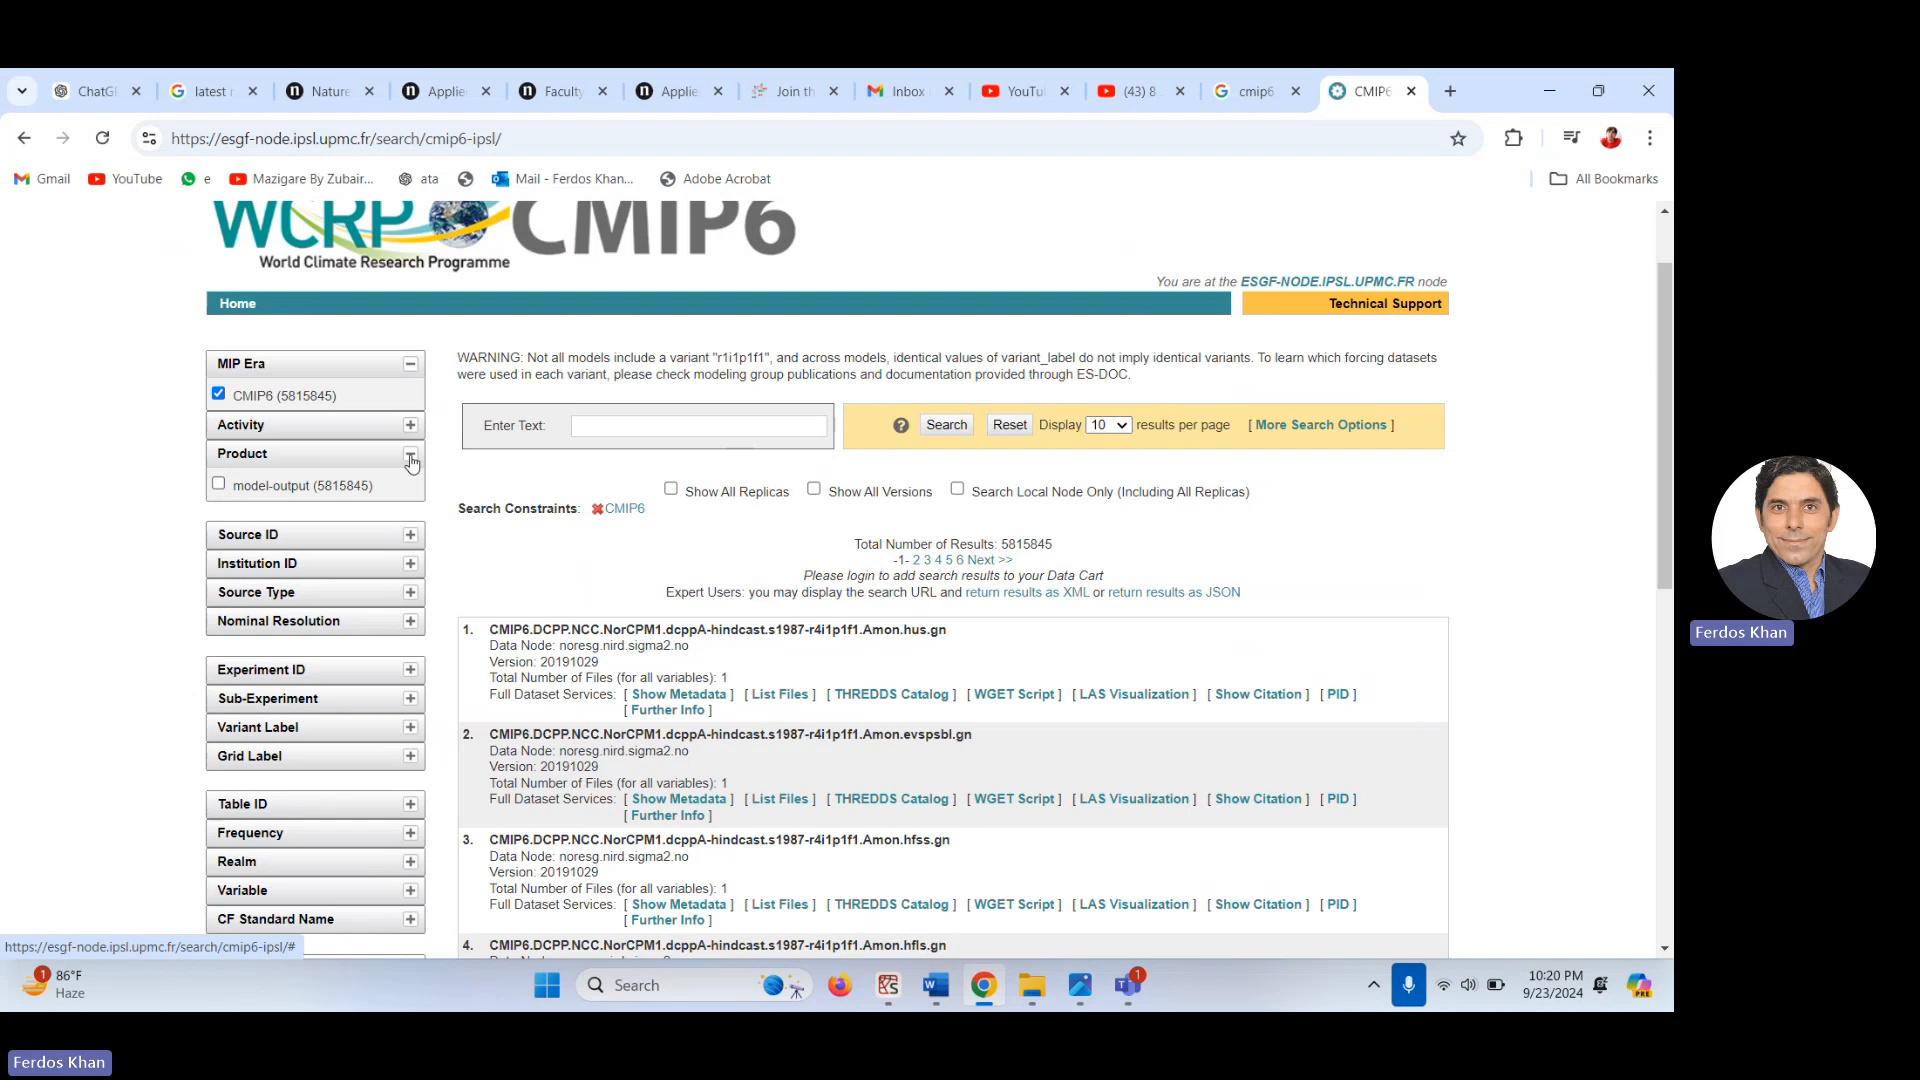 ChatG
latest
Nature
Applie
Faculty
Applie
Join th
Inbox
YouTu
(43) 8
cmip6
CMIP6
https://esgf-node.ipsl.upmc.fr/search/cmip6-ipsl/
Gmail
YouTube
e
Mazigare By Zubair...
ata
Mail - Ferdos Khan...
Adobe Acrobat
All Bookmarks
WCRP CMIP6
World Climate Research Programme
You are at the ESGF-NODE.IPSL.UPMC.FR node
Home
Technical Support
MIP Era
CMIP6 (5815845)
Activity
Product
model-output (5815845)
Source ID
Institution ID
Source Type
Nominal Resolution
Experiment ID
Sub-Experiment
Variant Label
Grid Label
Table ID
Frequency
Realm
Variable
CF Standard Name
WARNING: Not all models include a variant "r1i1p1f1", and across models, identical values of variant_label do not imply identical variants. To learn which forcing datasets
were used in each variant, please check modeling group publications and documentation provided through ES-DOC.
Enter Text:
? Search Reset Display 10 results per page [ More Search Options ]
Show All Replicas Show All Versions Search Local Node Only (Including All Replicas)
Search Constraints: CMIP6
Total Number of Results: 5815845
-1- 2 3 4 5 6 Next >>
Please login to add search results to your Data Cart
Expert Users: you may display the search URL and return results as XML or return results as JSON
1. CMIP6.DCPP.NCC.NorCPM1.dcppA-hindcast.s1987-r4i1p1f1.Amon.hus.gn
Data Node: noresg.nird.sigma2.no
Version: 20191029
Total Number of Files (for all variables): 1
Full Dataset Services: [ Show Metadata ] [ List Files ] [ THREDDS Catalog ] [ WGET Script ] [ LAS Visualization ] [ Show Citation ] [ PID ]
[ Further Info ]
2. CMIP6.DCPP.NCC.NorCPM1.dcppA-hindcast.s1987-r4i1p1f1.Amon.evspsbl.gn
Data Node: noresg.nird.sigma2.no
Version: 20191029
Total Number of Files (for all variables): 1
Full Dataset Services: [ Show Metadata ] [ List Files ] [ THREDDS Catalog ] [ WGET Script ] [ LAS Visualization ] [ Show Citation ] [ PID ]
[ Further Info ]
3. CMIP6.DCPP.NCC.NorCPM1.dcppA-hindcast.s1987-r4i1p1f1.Amon.hfss.gn
Data Node: noresg.nird.sigma2.no
Version: 20191029
Total Number of Files (for all variables): 1
Full Dataset Services: [ Show Metadata ] [ List Files ] [ THREDDS Catalog ] [ WGET Script ] [ LAS Visualization ] [ Show Citation ] [ PID ]
[ Further Info ]
4. CMIP6.DCPP.NCC.NorCPM1.dcppA-hindcast.s1987-r4i1p1f1.Amon.hfls.gn
https://esgf-node.ipsl.upmc.fr/search/cmip6-ipsl/#
1
86°F
Haze
Search
1
10:20 PM
9/23/2024
PRE
Ferdos Khan
Ferdos Khan